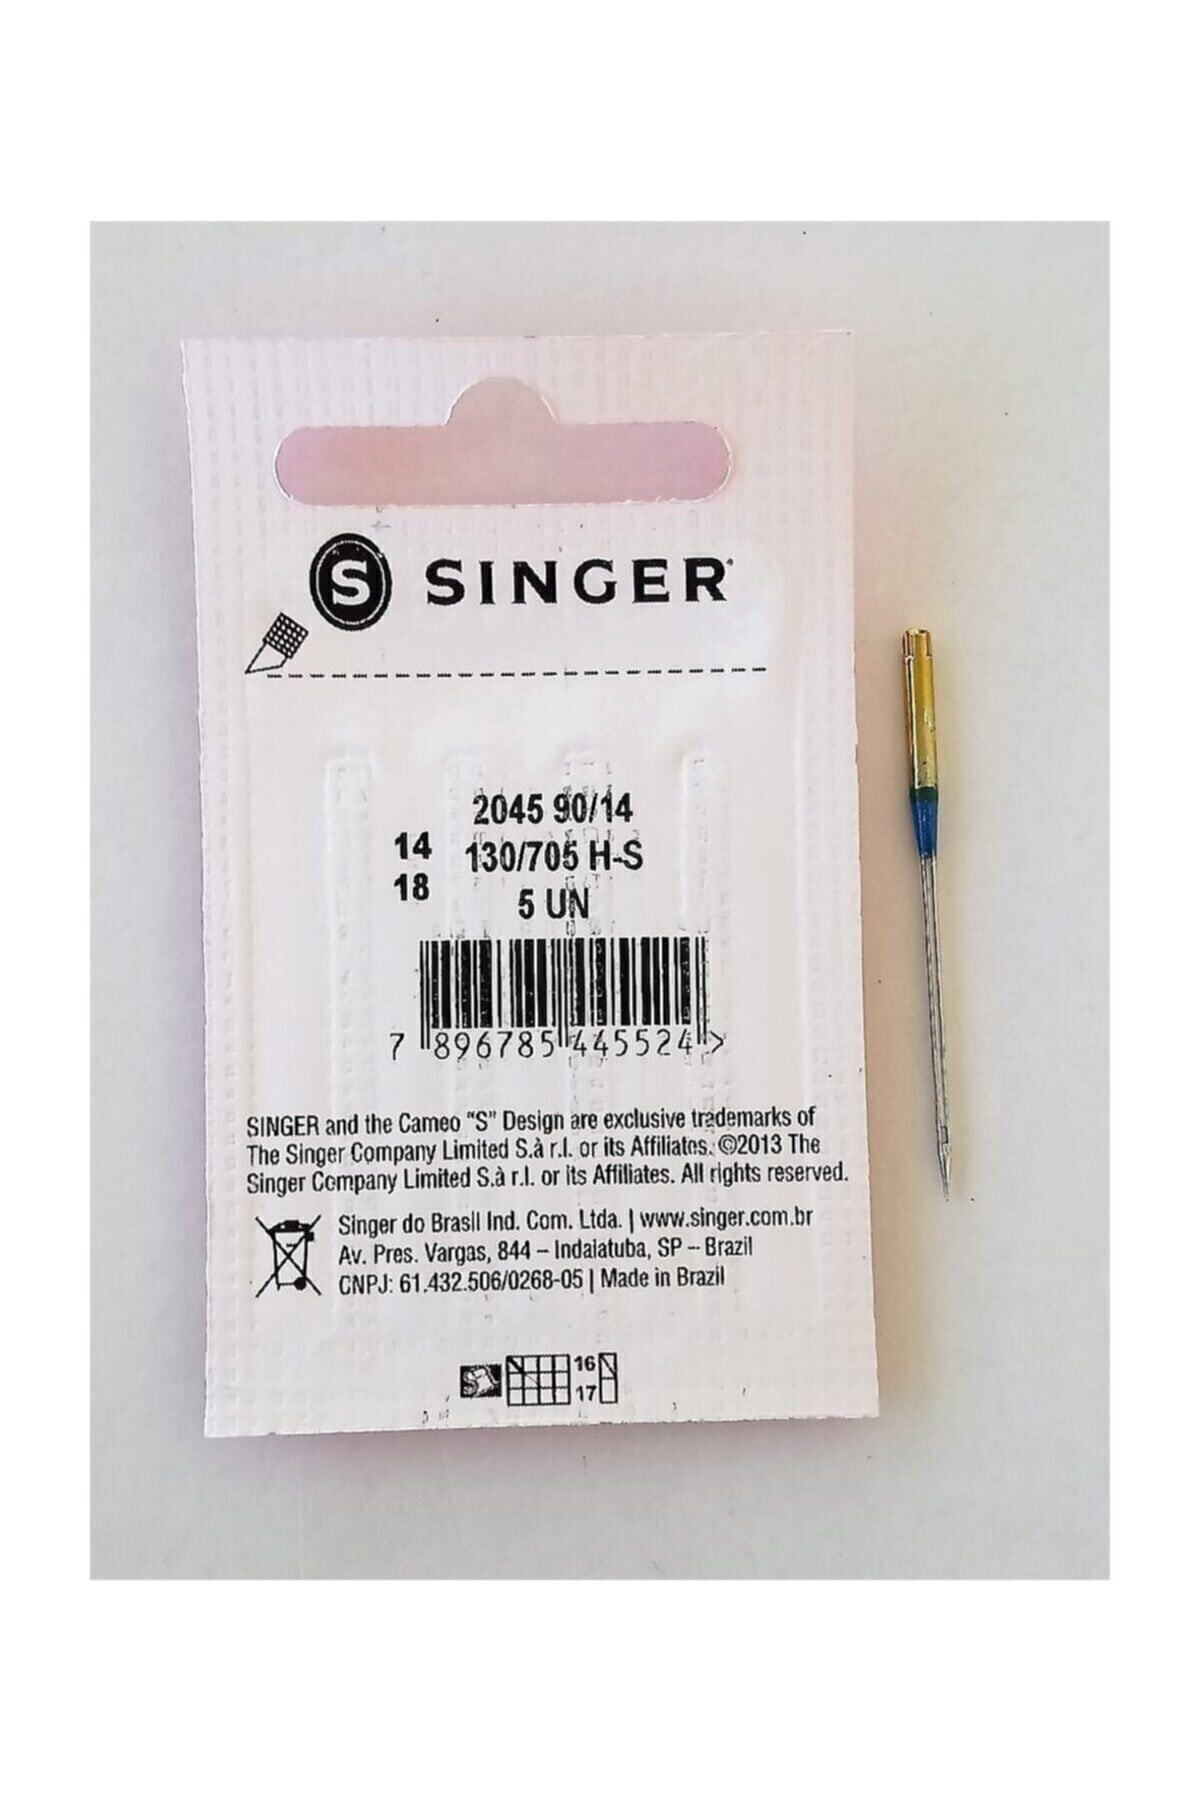 S SINGER
2045 90/14
14 130/705 H-S
18 5 UN
7 896785 445524 >
SINGER and the Cameo "S" Design are exclusive trademarks of
The Singer Company Limited S.à r.l. or its Affiliates. ©2013 The
Singer Company Limited S.à r.l. or its Affiliates. All rights reserved.
Singer do Brasil Ind. Com. Ltda. | www.singer.com.br
Av. Pres. Vargas, 844 – Indaiatuba, SP – Brazil
CNPJ: 61.432.506/0268-05 | Made in Brazil
16
17